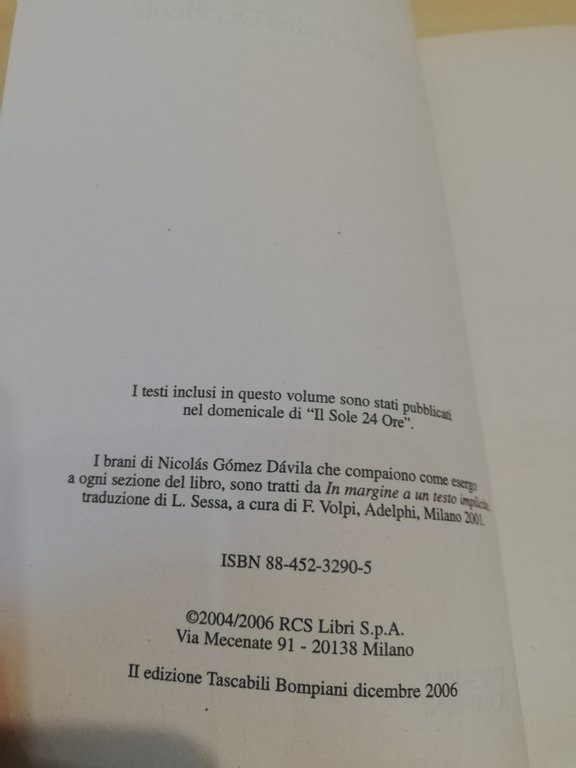 I testi inclusi in questo volume sono stati pubblicati
nel domenicale di “Il Sole 24 Ore”.
I brani di Nicolás Gómez Dávila che compaiono come esergo
a ogni sezione del libro, sono tratti da In margine a un testo implicito,
traduzione di L. Sessa, a cura di F. Volpi, Adelphi, Milano 2001.
ISBN 88-452-3290-5
©2004/2006 RCS Libri S.p.A.
Via Mecenate 91 - 20138 Milano
II edizione Tascabili Bompiani dicembre 2006